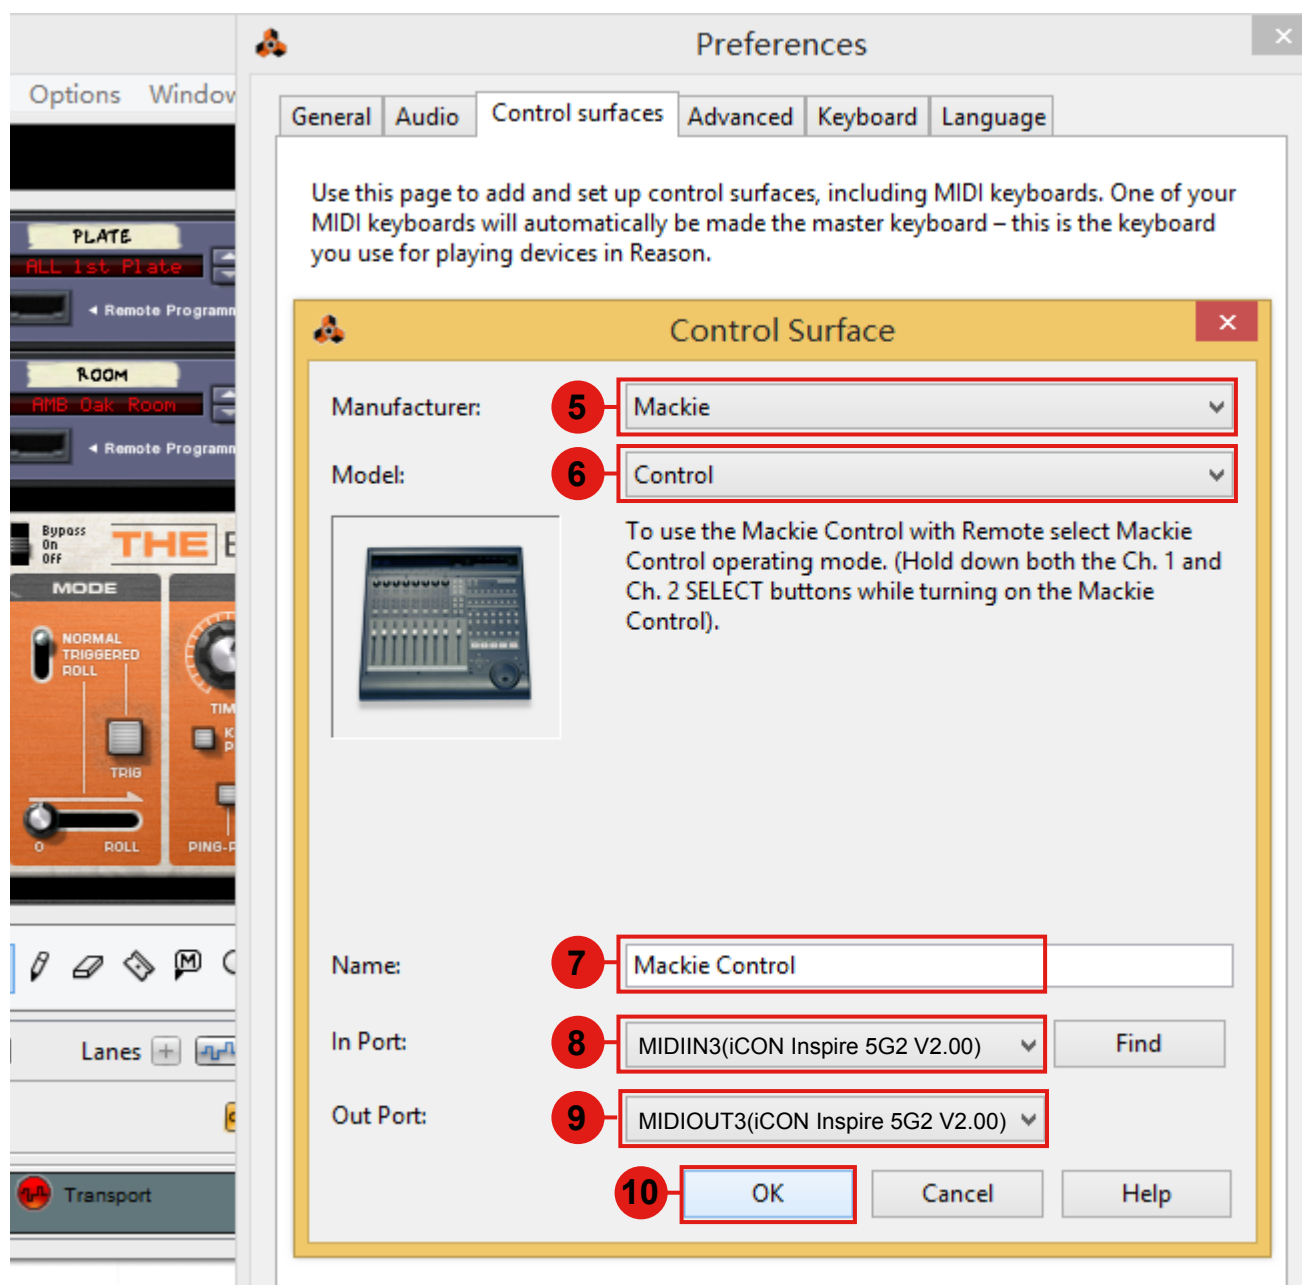 Preferences
Options Window
General Audio Control surfaces Advanced Keyboard Language
Use this page to add and set up control surfaces, including MIDI keyboards. One of your
MIDI keyboards will automatically be made the master keyboard – this is the keyboard
you use for playing devices in Reason.
PLATE
ALL 1st Plate
Remote Programm
ROOM
AMB Oak Room
Remote Programm
Bypass
On
Off
THE E
MODE
NORMAL
TRIGGERED
ROLL
TIM
K
P
TRIG
0 ROLL PING-P
Lanes
Transport
Control Surface
Manufacturer: 5 Mackie
Model: 6 Control
To use the Mackie Control with Remote select Mackie
Control operating mode. (Hold down both the Ch. 1 and
Ch. 2 SELECT buttons while turning on the Mackie
Control).
Name: 7 Mackie Control
In Port: 8 MIDIIN3(iCON Inspire 5G2 V2.00) Find
Out Port: 9 MIDIOUT3(iCON Inspire 5G2 V2.00)
10 OK Cancel Help